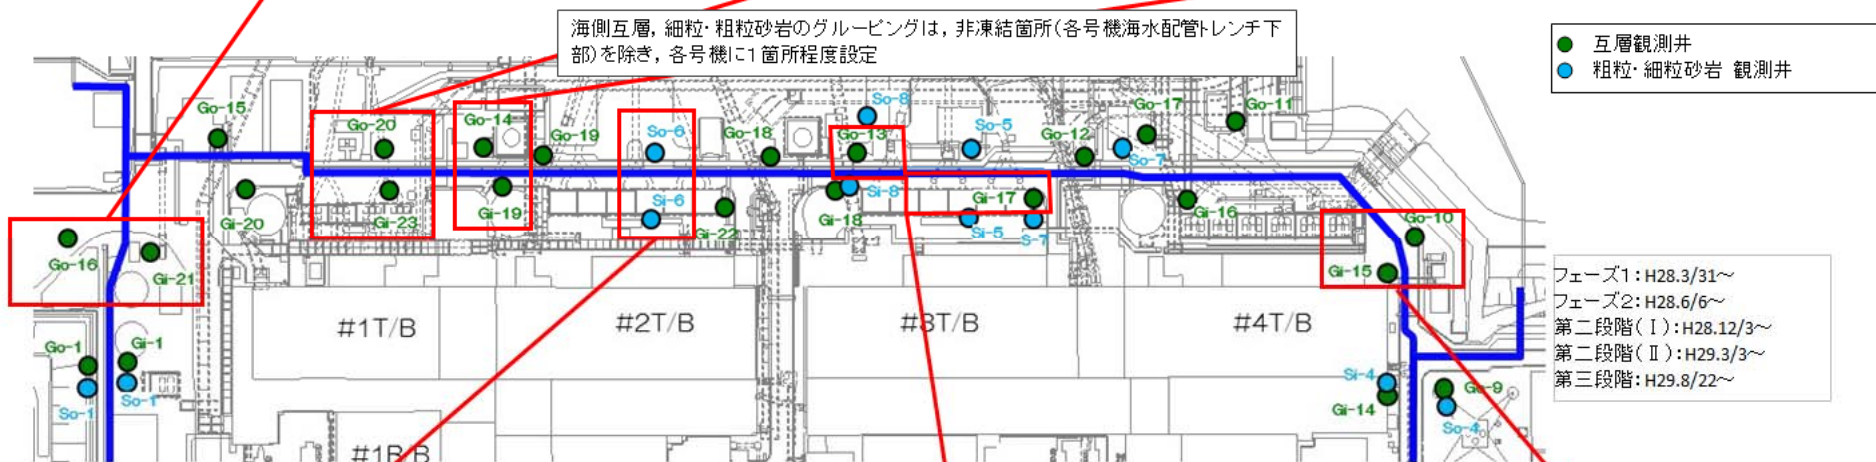 海側互層，細粒・粗粒砂岩のグルーピングは，非凍結箇所（各号機海水配管トレンチ下
部）を除き，各号機に1箇所程度設定
互層観測井
粗粒・細粒砂岩 観測井
Go-15
Go-20
Go-14
Go-19
So-6
Go-18
So-8
Go-13
So-5
Go-12
Go-17
So-7
Go-11
Gi-20
Gi-23
Gi-19
Si-6
Gi-22
Gi-18
Si-8
Gi-17
Si-5
S-7
Gi-16
Go-10
Gi-15
Go-16
Gi-21
#1T/B
#2T/B
#3T/B
#4T/B
フェーズ1：H28.3/31～
フェーズ2：H28.6/6～
第二段階（Ⅰ）：H28.12/3～
第二段階（Ⅱ）：H29.3/3～
第三段階：H29.8/22～
Go-1
Gi-1
So-1
So-1
Si-4
Gi-14
Go-9
So-4
#1R/B